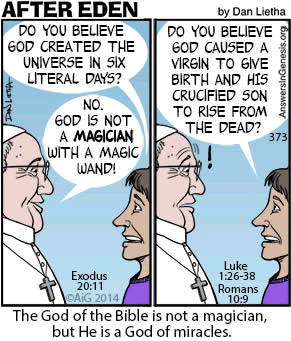 AFTER EDEN
by Dan Lietha
DO YOU BELIEVE
GOD CREATED THE
UNIVERSE IN SIX
LITERAL DAYS?
NO.
GOD IS NOT
A MAGICIAN
WITH A MAGIC
WAND!
DAN LIETHA
Exodus
20:11
©AiG 2014
DO YOU BELIEVE
GOD CAUSED A
VIRGIN TO GIVE
BIRTH AND HIS
CRUCIFIED SON
TO RISE FROM
THE DEAD?
!
AnswersInGenesis.org
373
Luke
1:26-38
Romans
10:9
The God of the Bible is not a magician,
but He is a God of miracles.